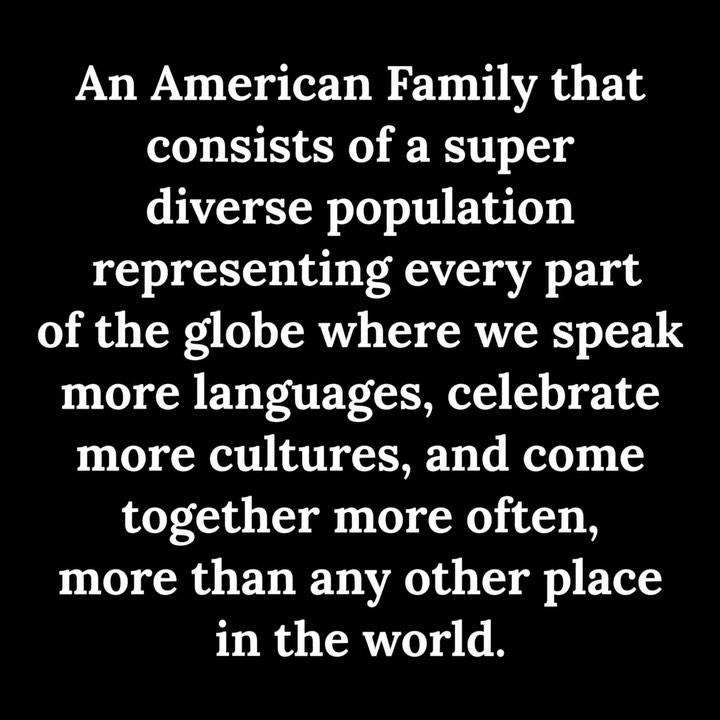 An American Family that
consists of a super
diverse population
representing every part
of the globe where we speak
more languages, celebrate
more cultures, and come
together more often,
more than any other place
in the world.